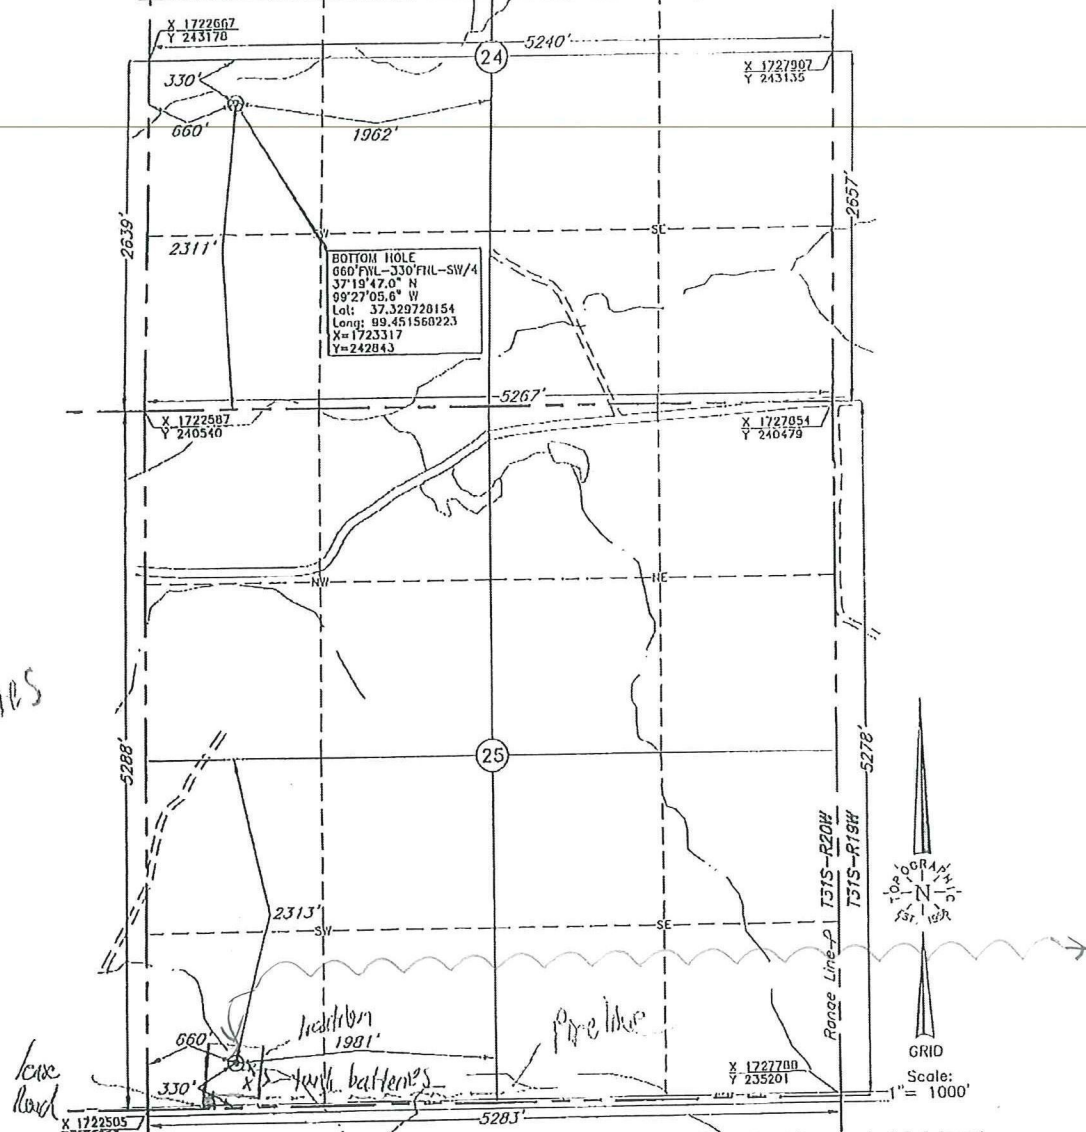 X 1722667
Y 243178
5240'
24
X 1727907
Y 243135
330'
660'
1962'
2639'
2657'
2311'
SW
SE
BOTTOM HOLE
660'FWL-330'FNL-SW/4
37°19'47.0" N
99°27'05.6" W
Lat: 37.329720154
Long: 99.451560223
X=1723317
Y=242843
5267'
X 1722587
Y 240540
X 1727854
Y 240479
NW
NE
5288'
25
5278'
T31S-R20W
T31S-R19W
2313'
SW
SE
Range Line
TOPOGRAPHIC
N
GRID
Scale:
1" = 1000'
660'
1981'
Pipe line
330'
X
X
tank batteries
Road
X 1727780
Y 235201
5283'
X 1722505